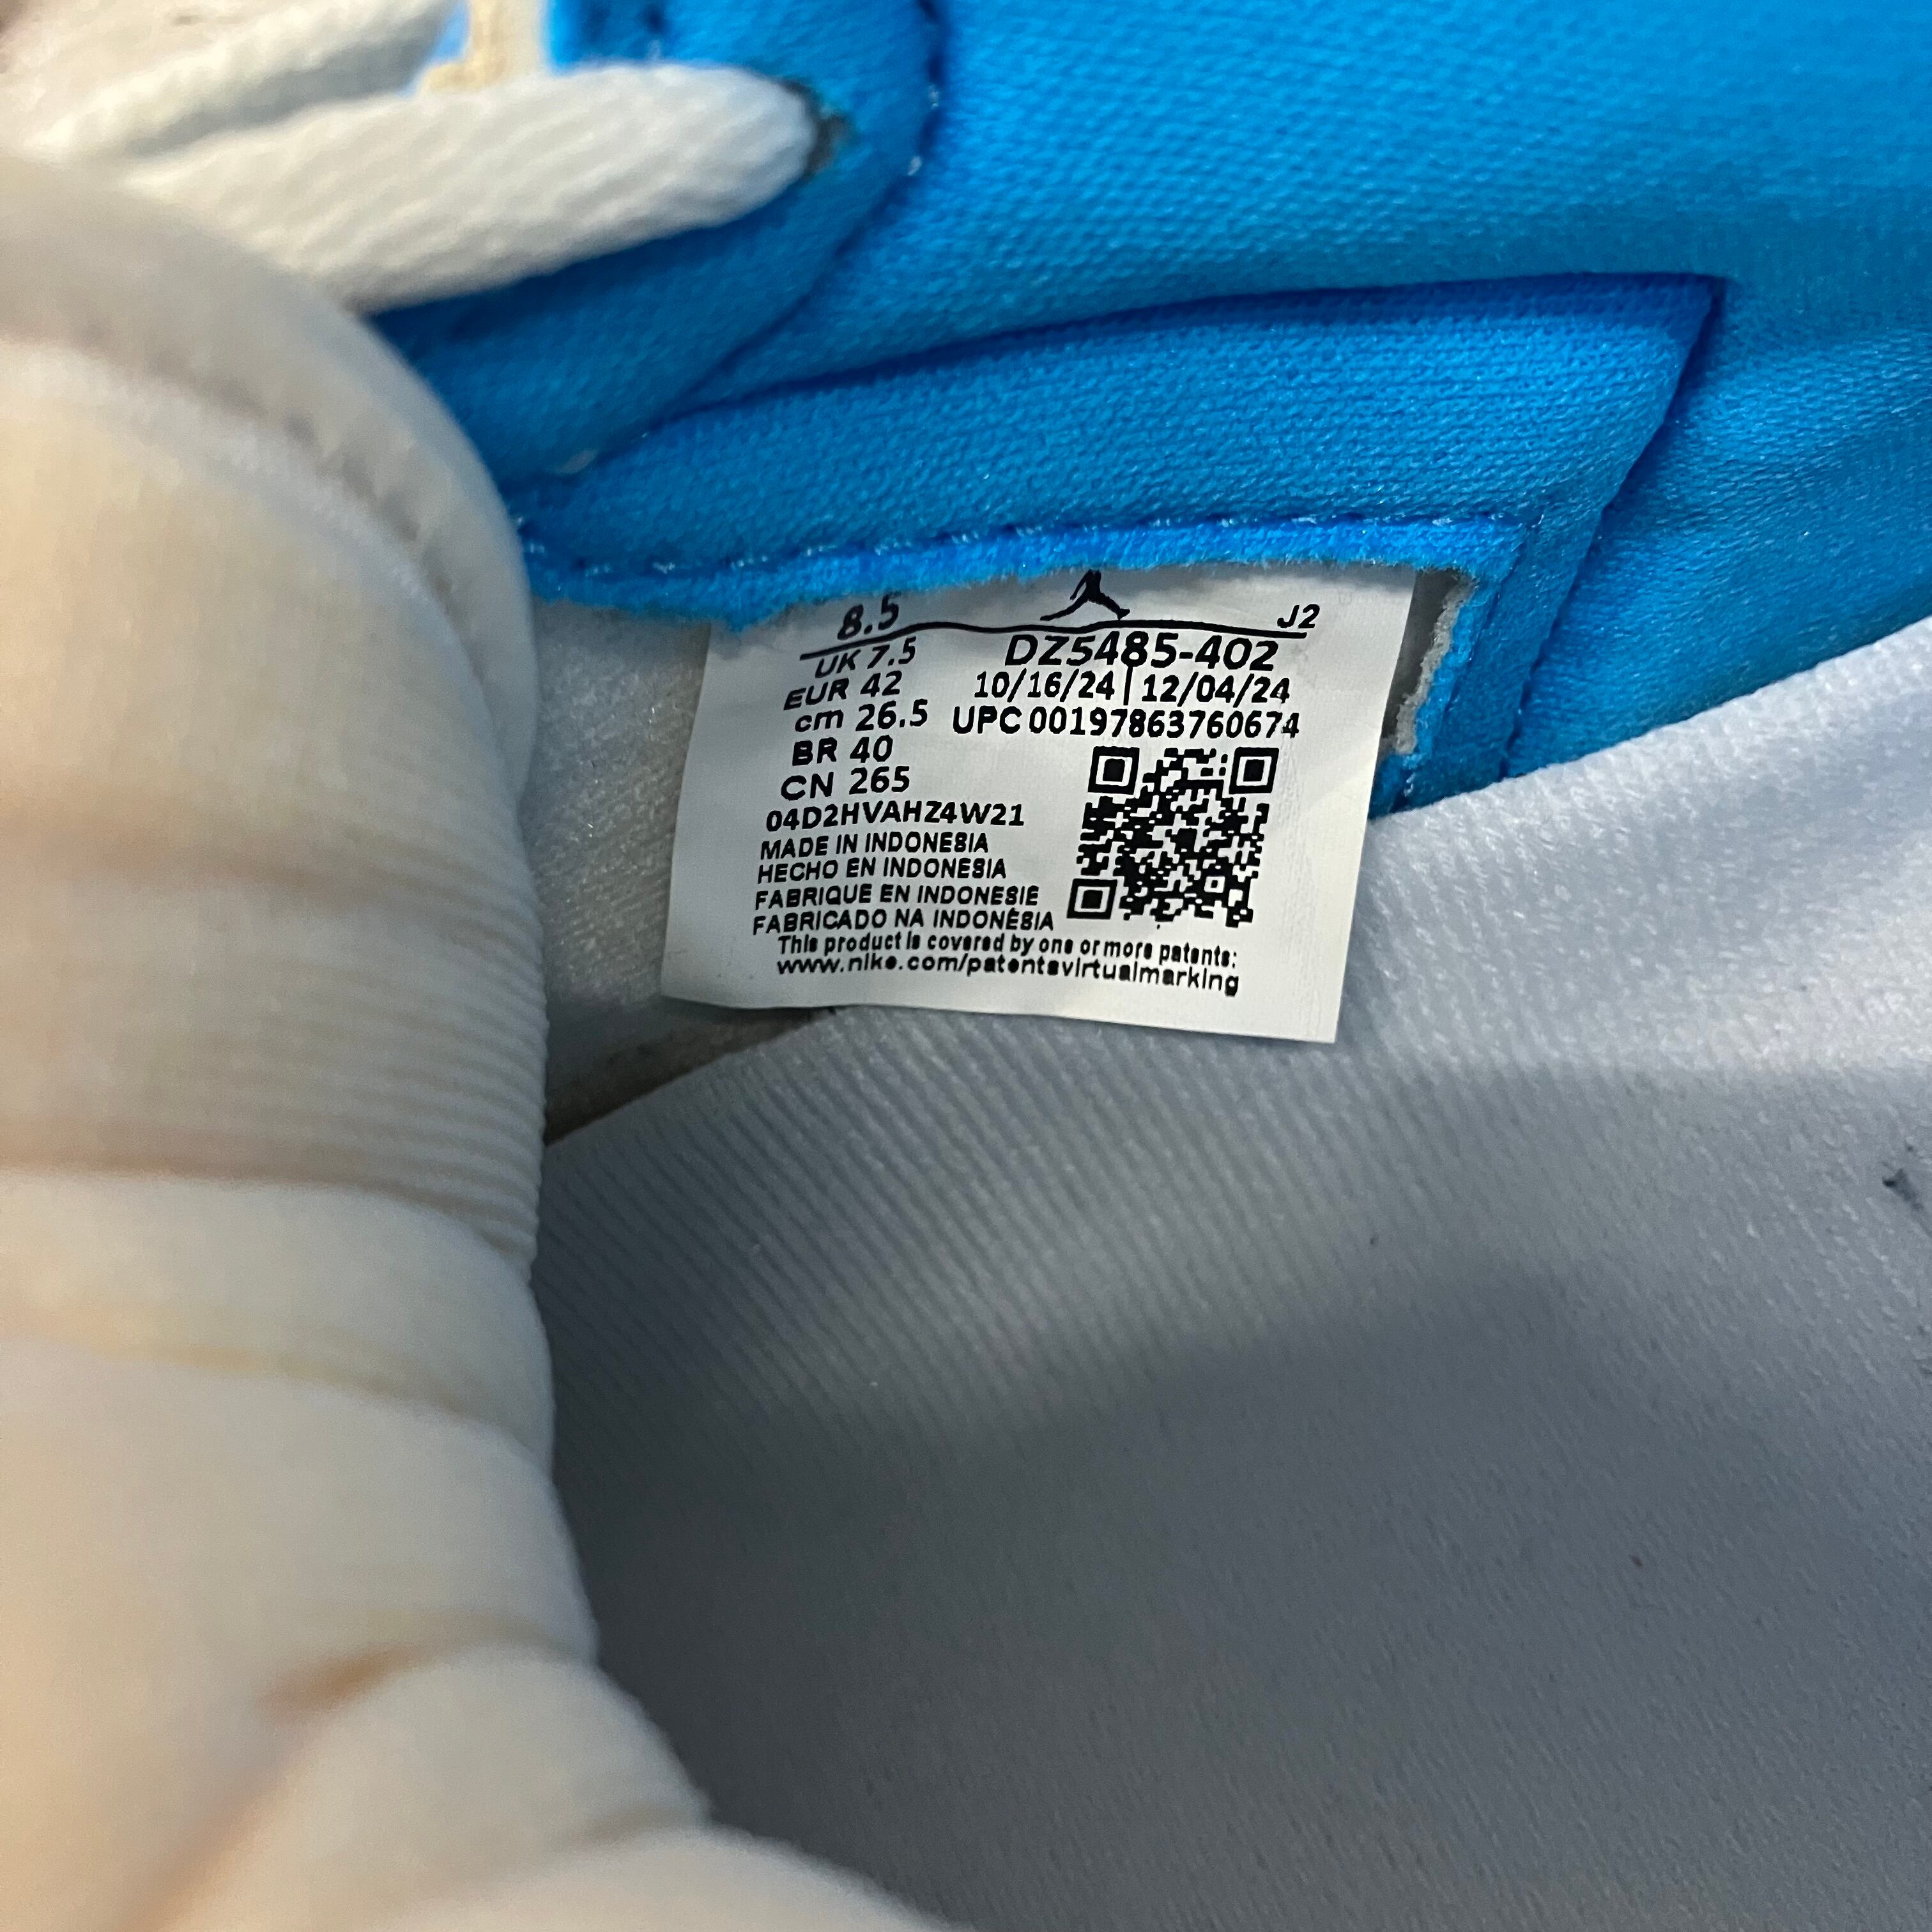 8.5 J2
UK 7.5 DZ5485-402
EUR 42 10/16/24 | 12/04/24
cm 26.5 UPC 00197863760674
BR 40
CN 265
04D2HVAHZ4W21
MADE IN INDONESIA
HECHO EN INDONESIA
FABRIQUE EN INDONESIE
FABRICADO NA INDONÉSIA
This product is covered by one or more patents:
www.nike.com/patentsvirtualmarking